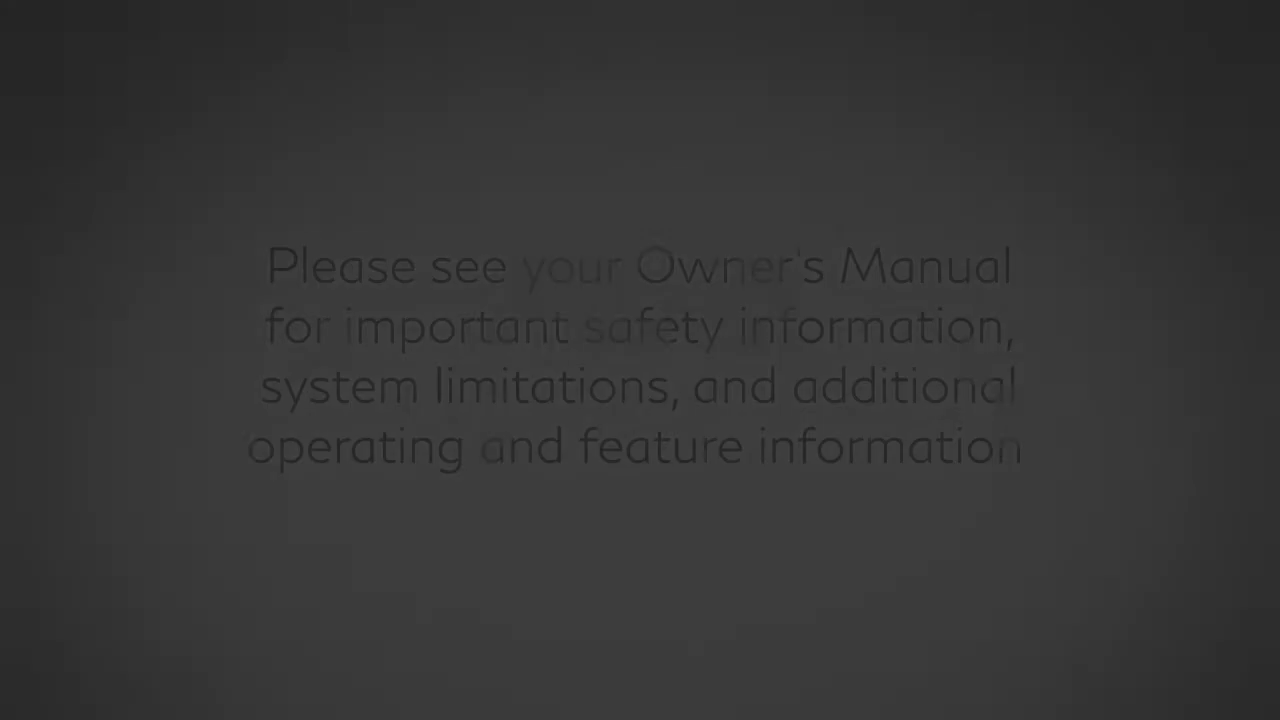 Please see your Owner's Manual
for important safety information,
system limitations, and additional
operating and feature information